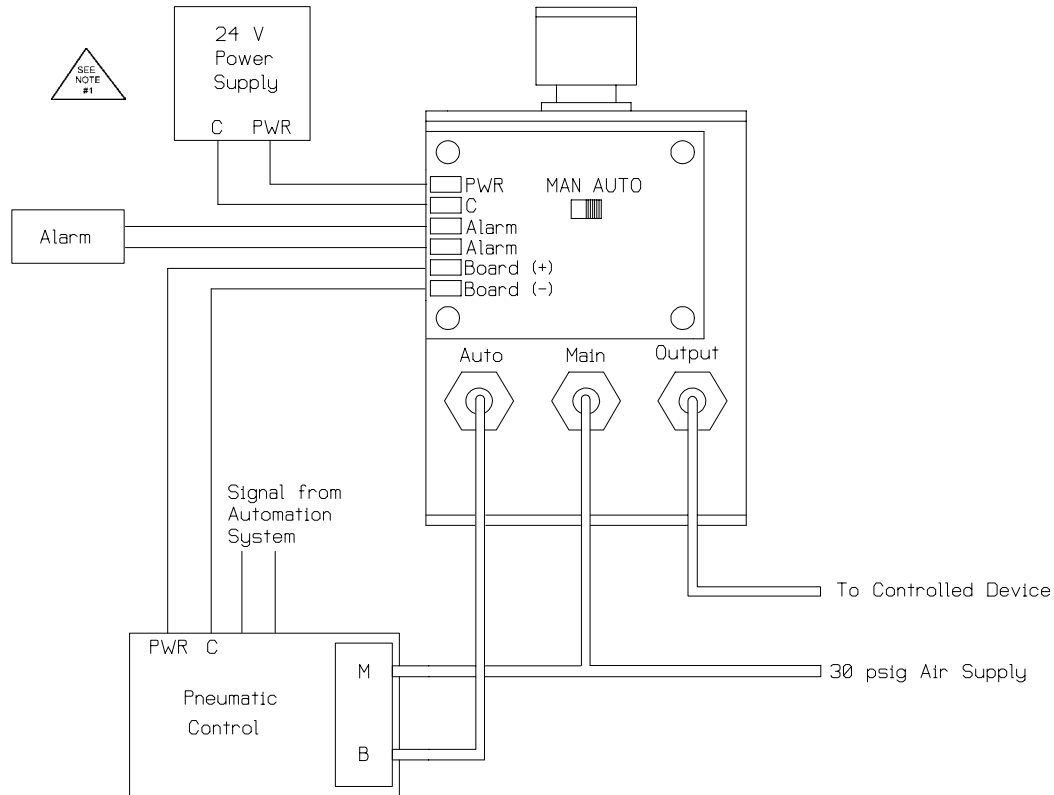 24 V
Power
Supply
C PWR
SEE
NOTE
#1
PWR
C
Alarm
Alarm
Board (+)
Board (-)
MAN AUTO
Alarm
Auto Main Output
Signal from
Automation
System
To Controlled Device
30 psig Air Supply
PWR C
Pneumatic
Control
M
B